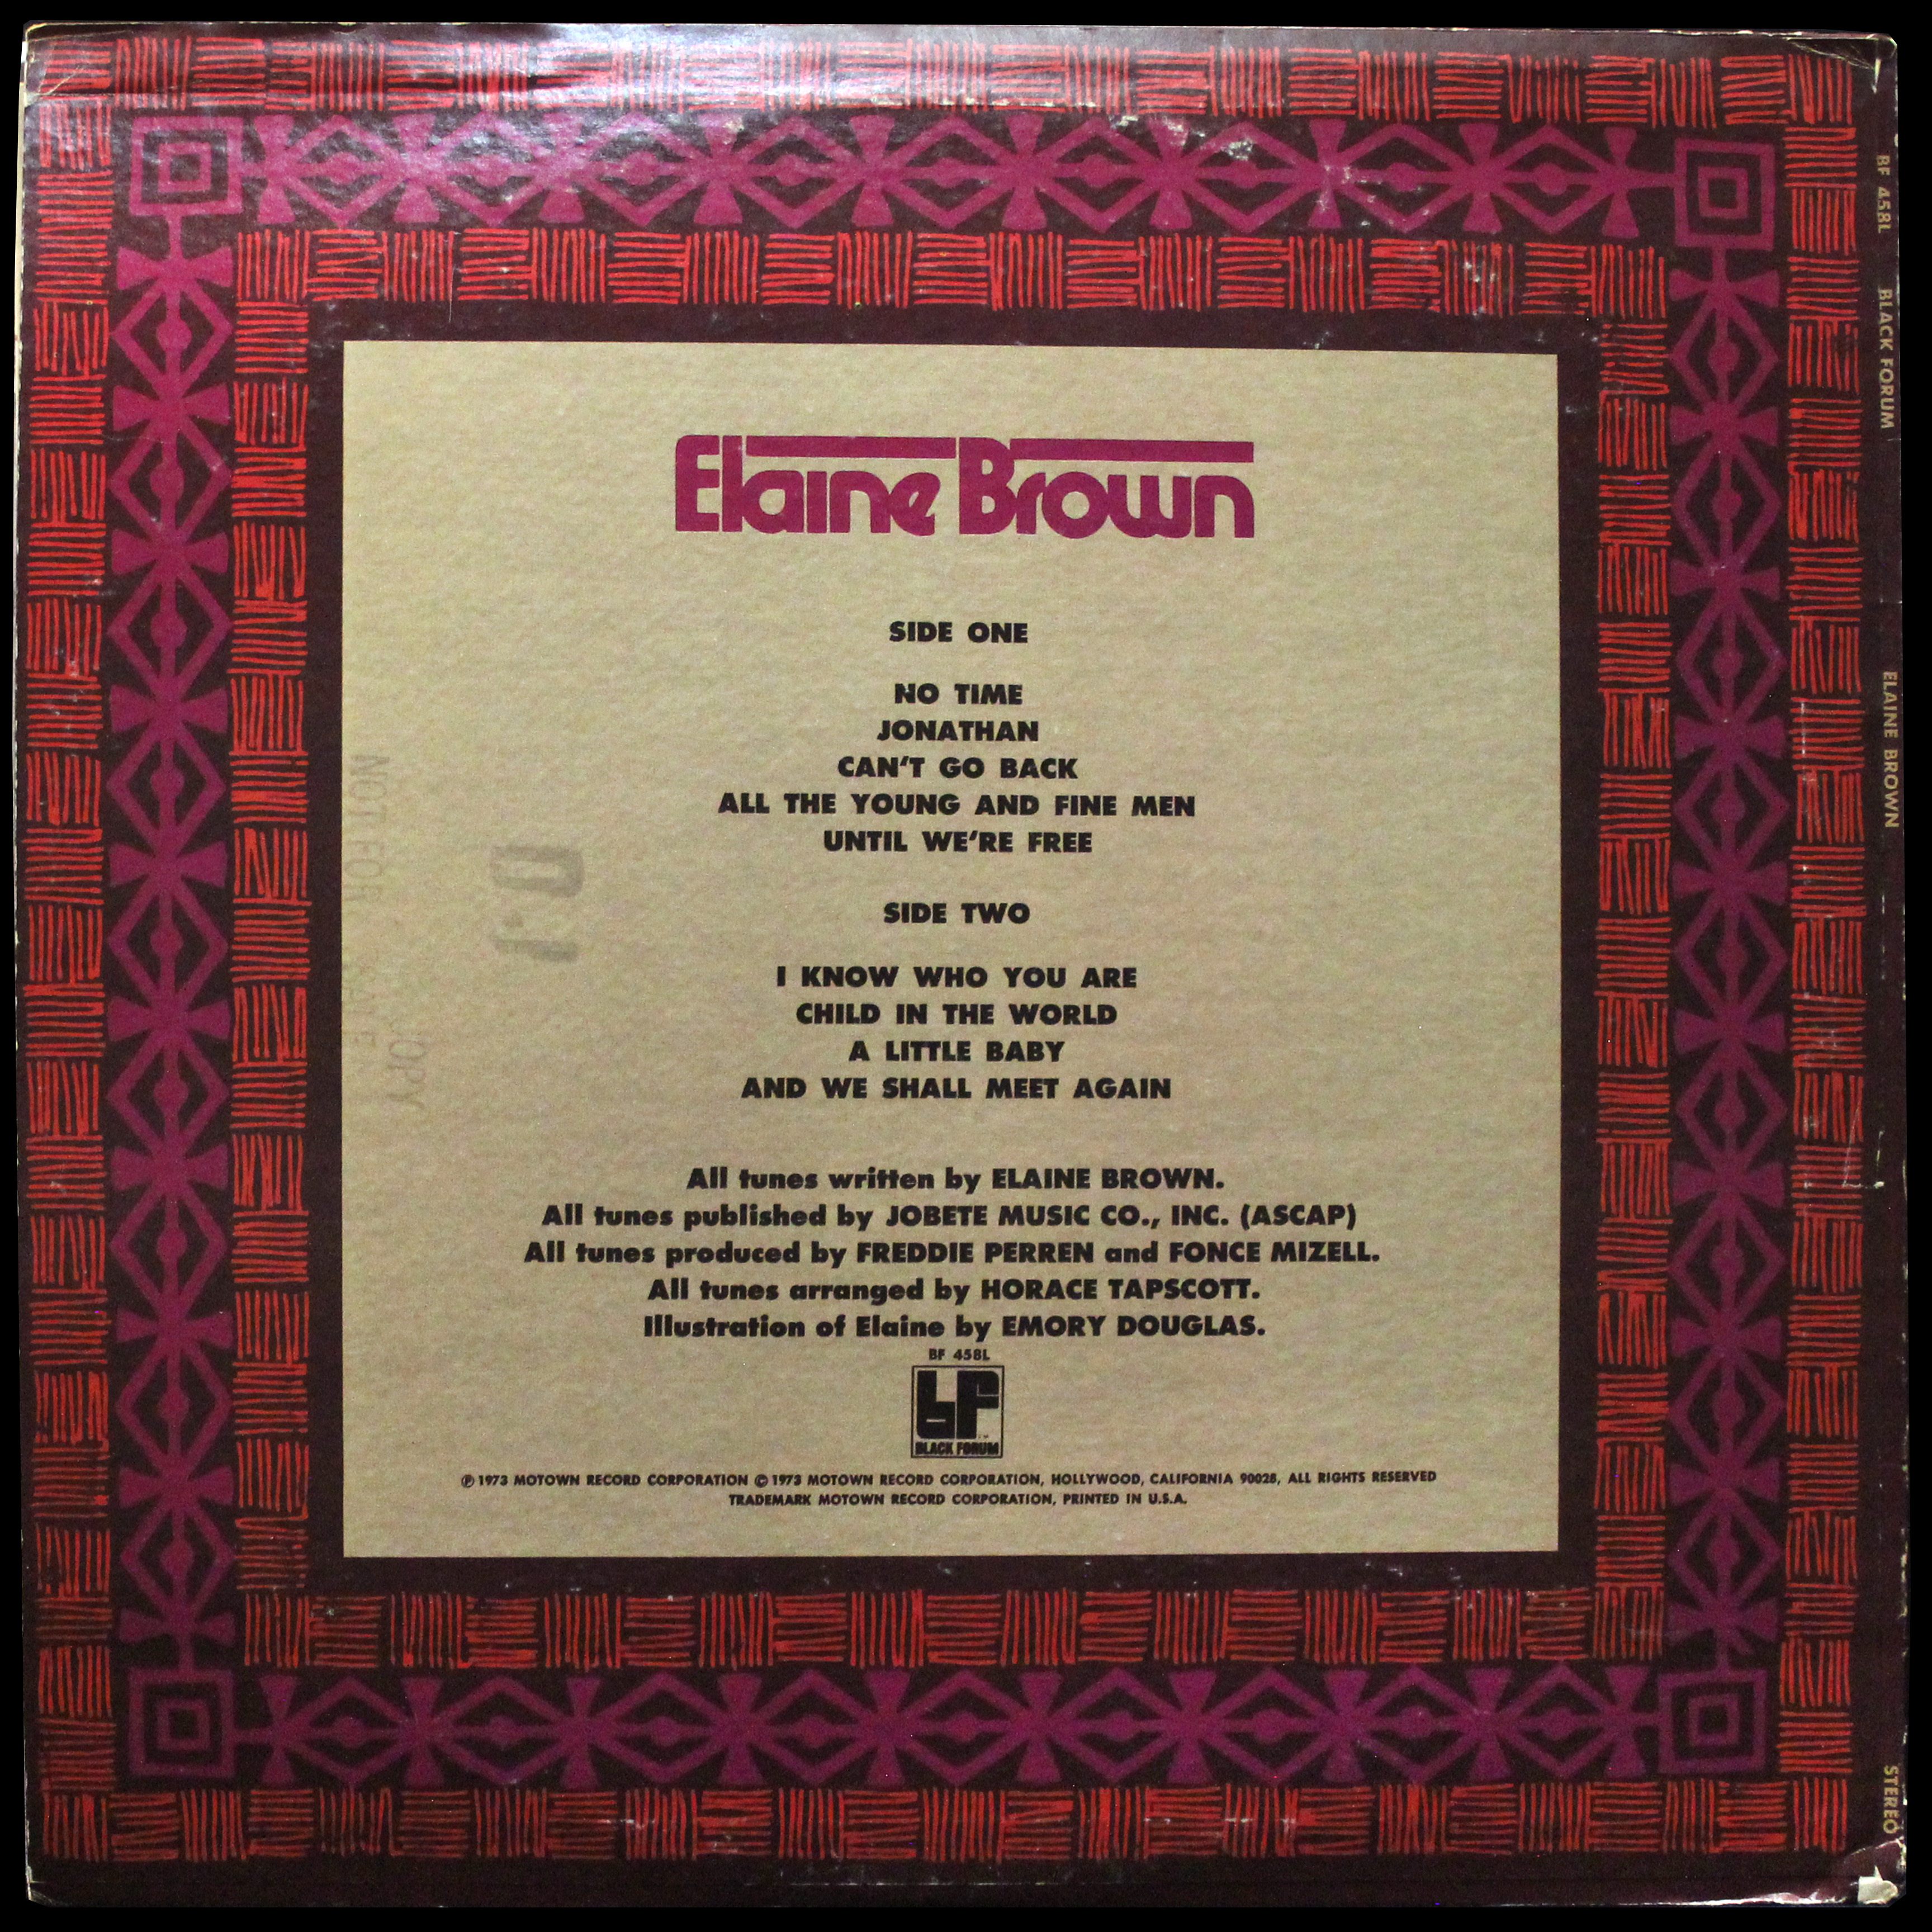 Elaine Brown
SIDE ONE
NO TIME
JONATHAN
CAN'T GO BACK
ALL THE YOUNG AND FINE MEN
UNTIL WE'RE FREE
SIDE TWO
I KNOW WHO YOU ARE
CHILD IN THE WORLD
A LITTLE BABY
AND WE SHALL MEET AGAIN
All tunes written by ELAINE BROWN.
All tunes published by JOBETE MUSIC CO., INC. (ASCAP)
All tunes produced by FREDDIE PERREN and FONCE MIZELL.
All tunes arranged by HORACE TAPSCOTT.
Illustration of Elaine by EMORY DOUGLAS.
BF 458L
bf
BLACK FORUM
℗ 1973 MOTOWN RECORD CORPORATION © 1973 MOTOWN RECORD CORPORATION, HOLLYWOOD, CALIFORNIA 90028, ALL RIGHTS RESERVED
TRADEMARK MOTOWN RECORD CORPORATION, PRINTED IN U.S.A.
NOT FOR
BF 458L BLACK FORUM ELAINE BROWN STEREO